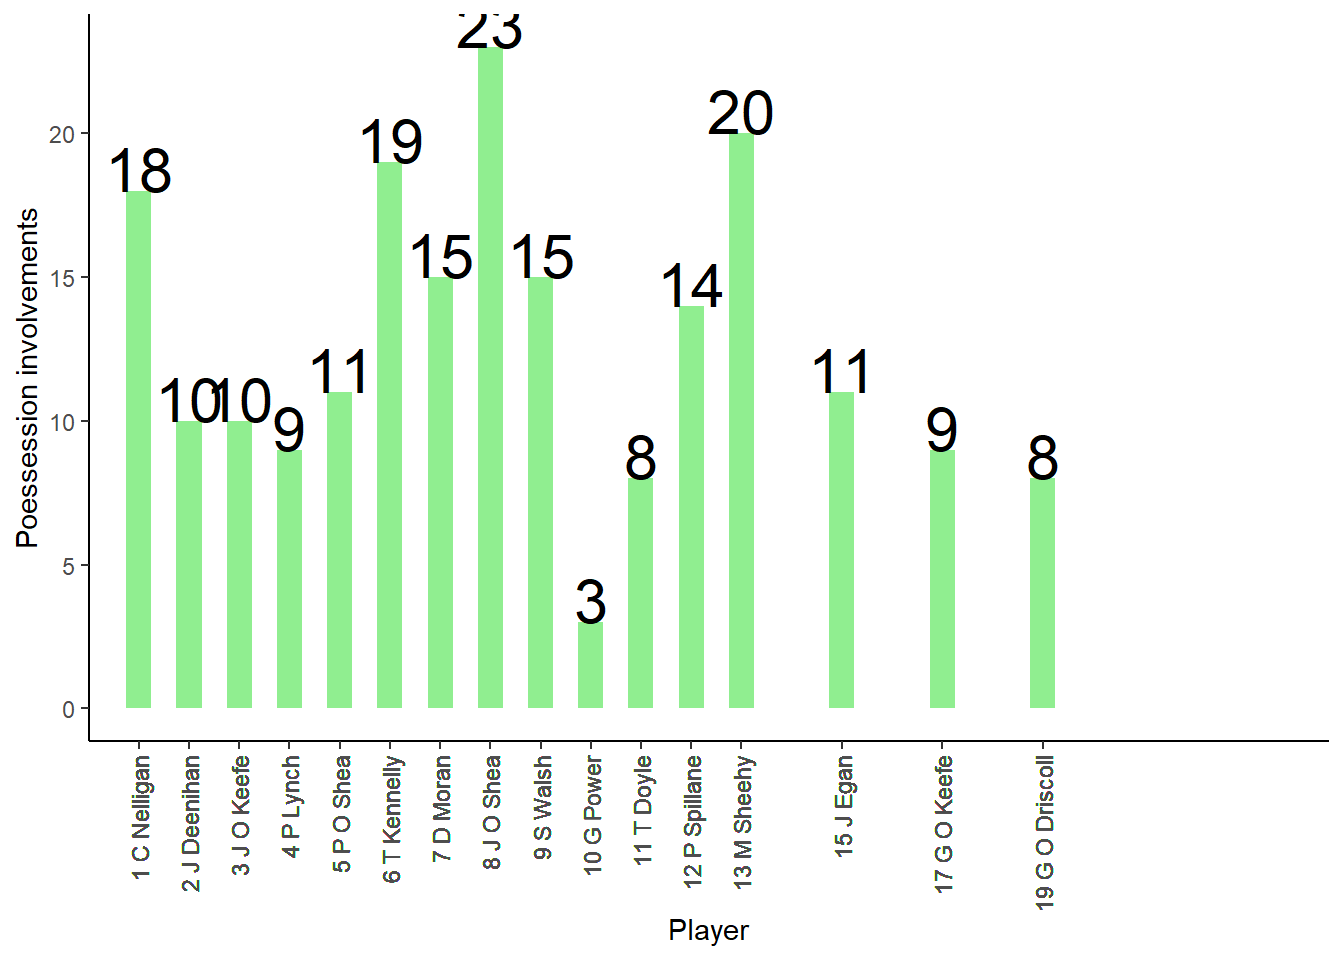 Poessession involvements
20
15
10
5
0
18
10
10
9
11
19
15
23
15
3
8
14
20
11
9
8
1 C Nelligan
2 J Deenihan
3 J O Keefe
4 P Lynch
5 P O Shea
6 T Kennelly
7 D Moran
8 J O Shea
9 S Walsh
10 G Power
11 T Doyle
12 P Spillane
13 M Sheehy
15 J Egan
17 G O Keefe
19 G O Driscoll
Player